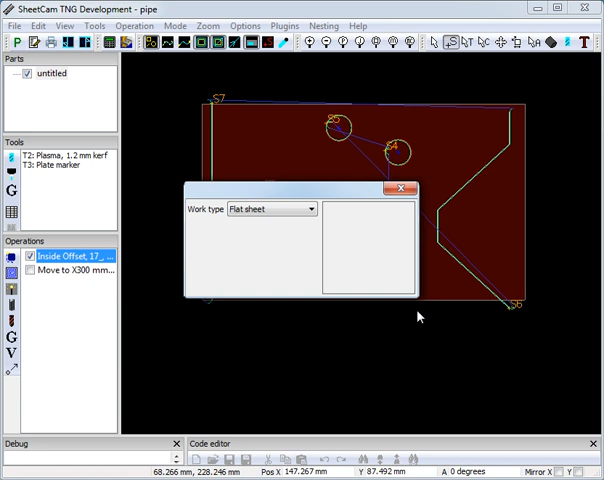 SheetCam TNG Development - pipe
File Edit View Tools Operation Mode Zoom Options Plugins Nesting Help
Parts
untitled
Tools
T2: Plasma, 1.2 mm kerf
T3: Plate marker
Operations
Inside Offset, 17_, ...
Move to X300 mm...
S7
S5
S4
S6
Work type Flat sheet
Debug
Code editor
68.266 mm, 228.246 mm Pos X 147.267 mm Y 87.492 mm A 0 degrees Mirror X Y